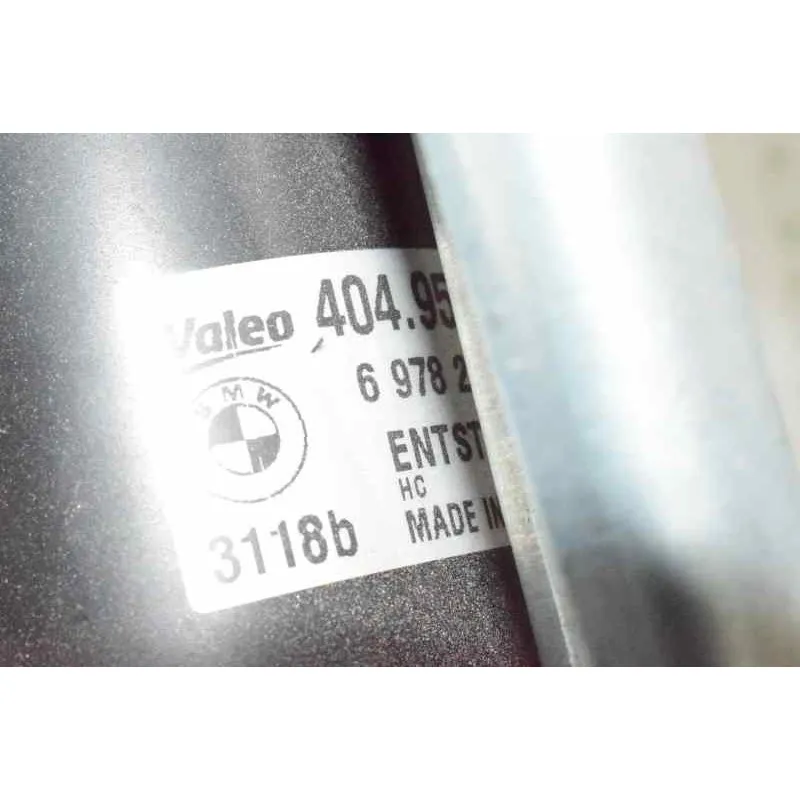 Valeo 404.95
6 978 2
BMW
ENTST
HC
3118b MADE IN